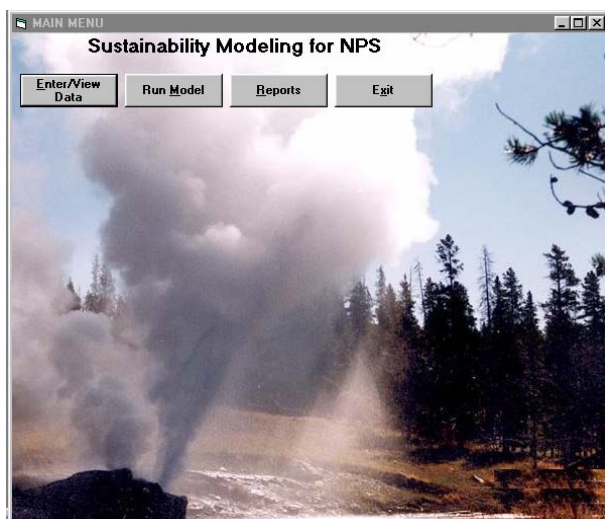 MAIN MENU
Sustainability Modeling for NPS
Enter/View
Data
Run Model
Reports
Exit